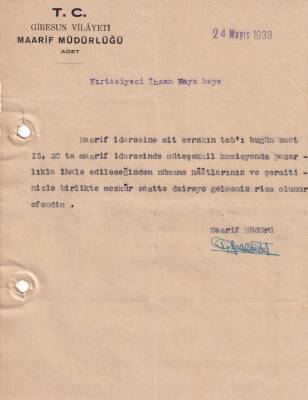 T. C.
GİRESUN VİLÂYETİ
MAARİF MÜDÜRLÜĞÜ
ADET
24 Mayıs 1933
Kırtasiyeci İhsan Kaya beye
Maarif idaresine ait evrakın tab'ı bugün saat
15, 30 ta maarif idaresinde müteşekkil komisyonda pazar-
lıkla ihale edileceğinden nümune kâatlarınız ve şeraiti -
nizle birlikte mezkûr saatte daireye gelmeniz rica olunur
efendim .
Maarif Müdürü